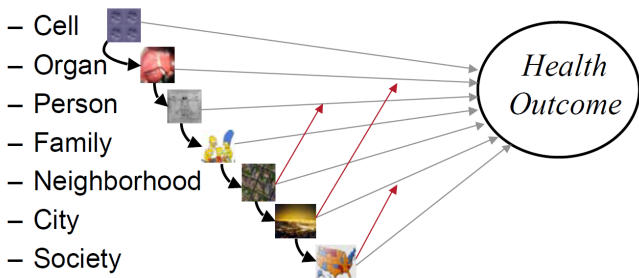 – Cell
– Organ
– Person
– Family
– Neighborhood
– City
– Society
Health
Outcome